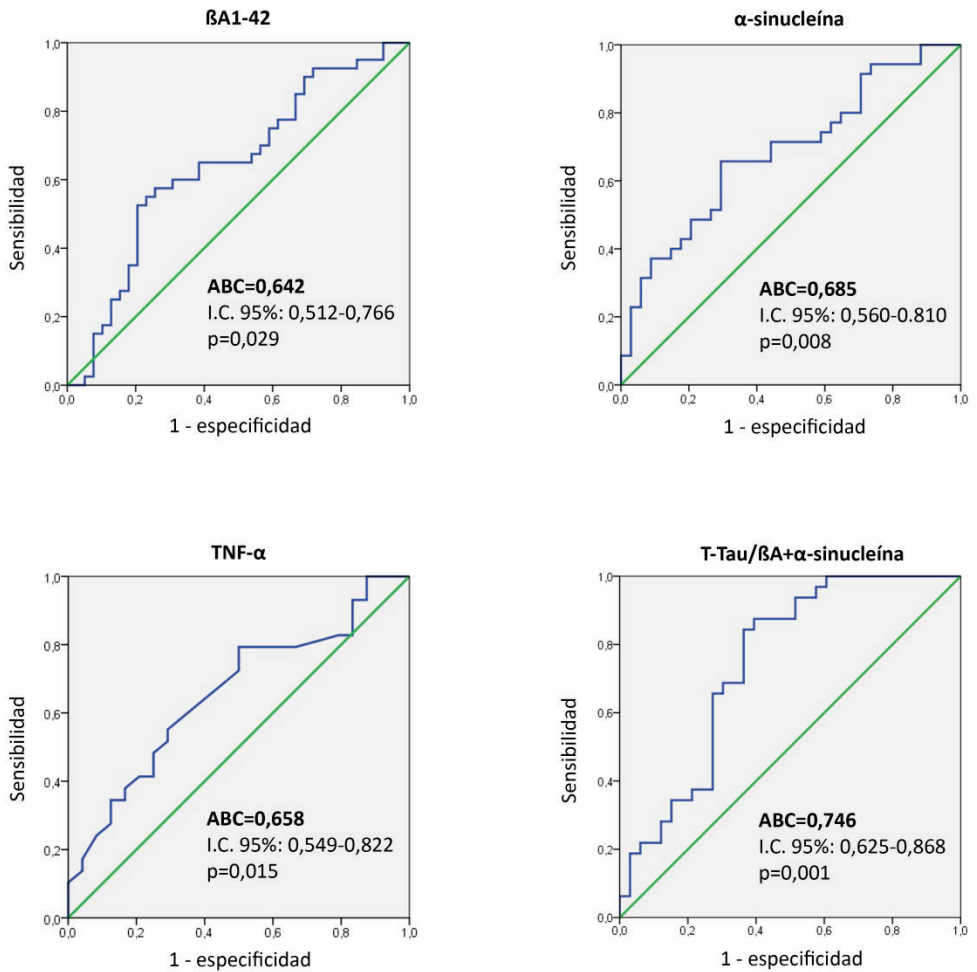 ßA1-42
1,0
0,8
0,6
0,4
0,2
0,0
Sensibilidad
ABC=0,642
I.C. 95%: 0,512-0,766
p=0,029
0,0 0,2 0,4 0,6 0,8 1,0
1 - especificidad
α-sinucleína
1,0
0,8
0,6
0,4
0,2
0,0
Sensibilidad
ABC=0,685
I.C. 95%: 0,560-0.810
p=0,008
0,0 0,2 0,4 0,6 0,8 1,0
1 - especificidad
TNF-α
1,0
0,8
0,6
0,4
0,2
0,0
Sensibilidad
ABC=0,658
I.C. 95%: 0,549-0,822
p=0,015
0,0 0,2 0,4 0,6 0,8 1,0
1 - especificidad
T-Tau/ßA+α-sinucleína
1,0
0,8
0,6
0,4
0,2
0,0
Sensibilidad
ABC=0,746
I.C. 95%: 0,625-0,868
p=0,001
0,0 0,2 0,4 0,6 0,8 1,0
1 - especificidad